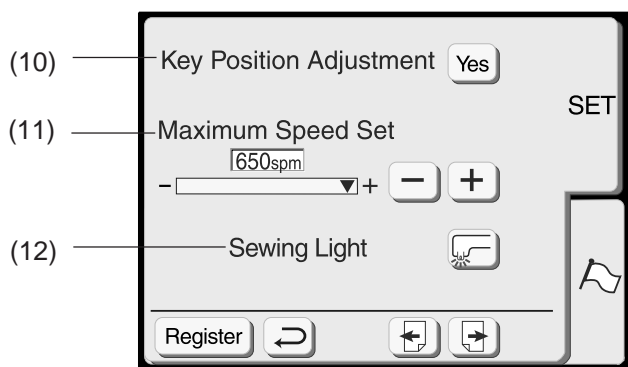 (10) Key Position Adjustment Yes
SET
(11) Maximum Speed Set
650spm
- + − +
(12) Sewing Light
Register